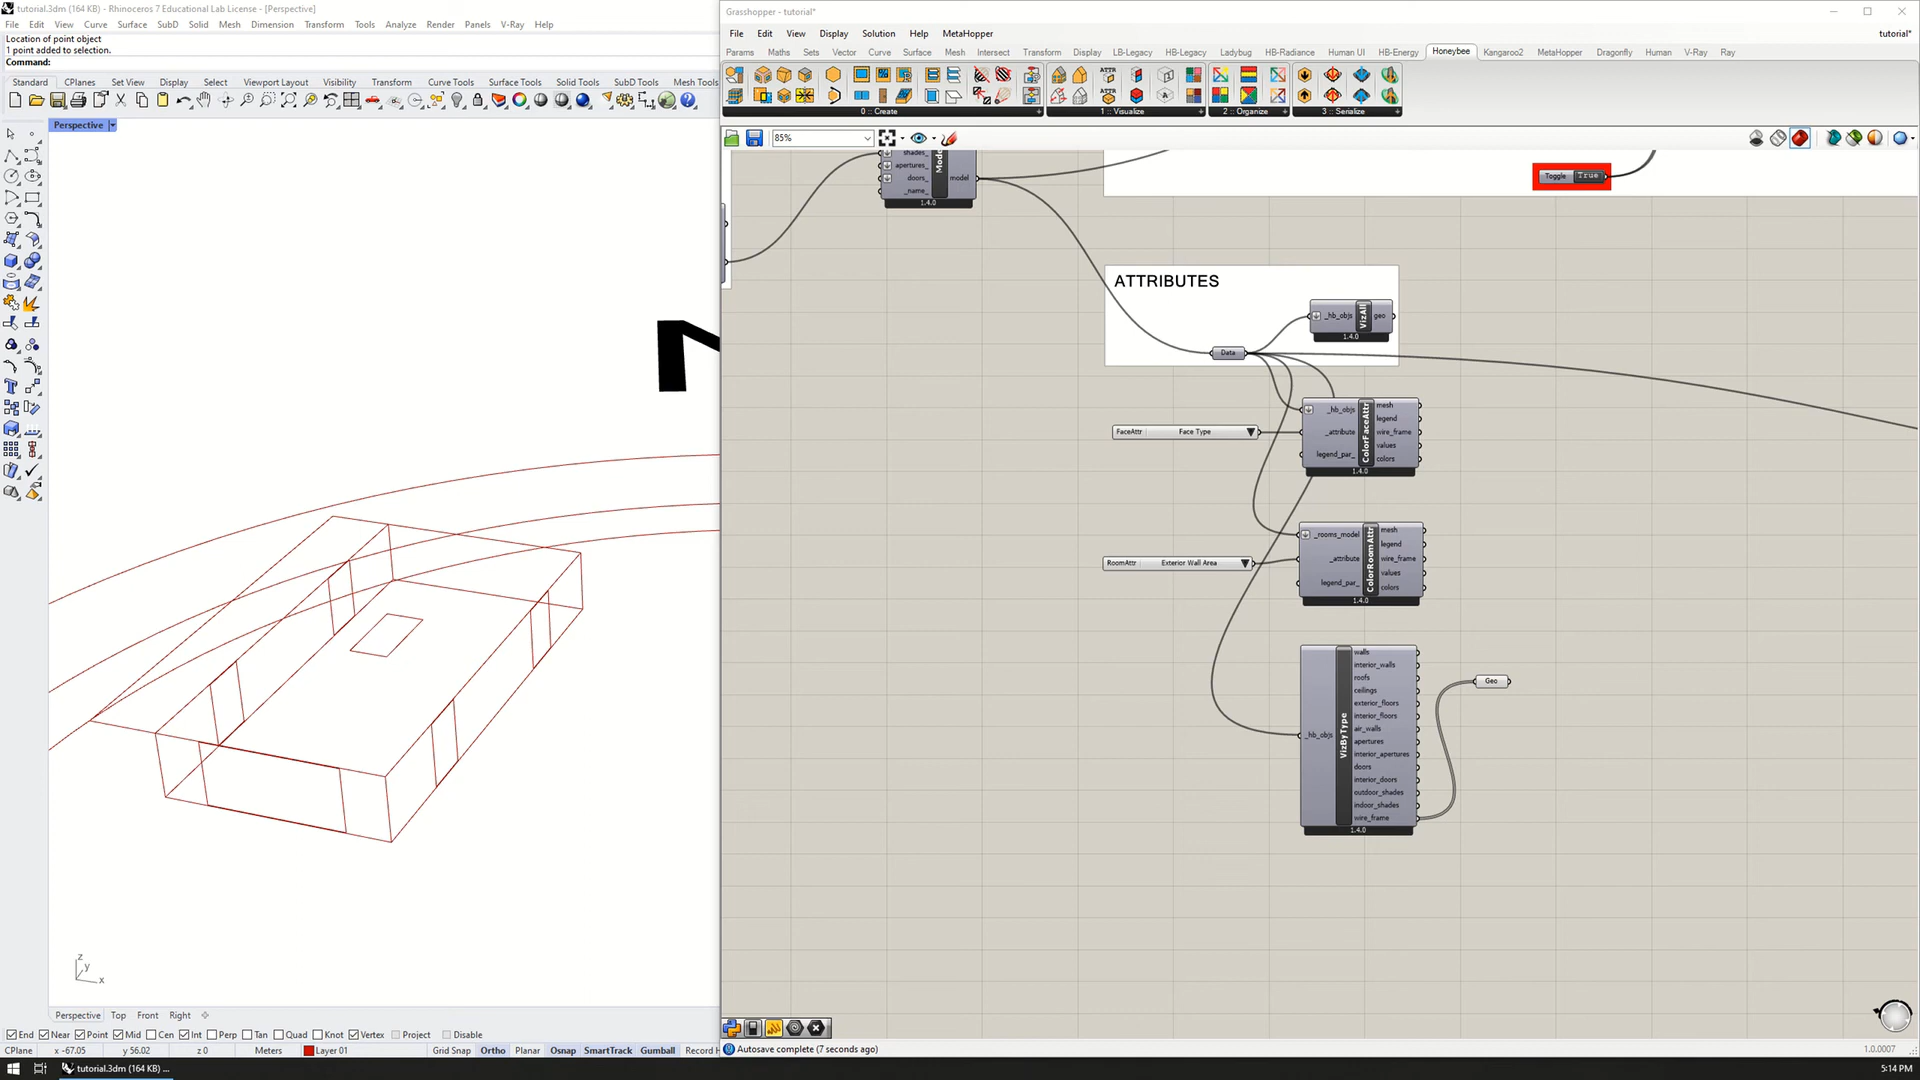 tutorial.3dm (164 KB) - Rhinoceros 7 Educational Lab License - [Perspective]
File Edit View Curve Surface SubD Solid Mesh Dimension Transform Tools Analyze Render Panels V-Ray Help
Location of point object
1 point added to selection.
Command:
Standard CPlanes Set View Display Select Viewport Layout Visibility Transform Curve Tools Surface Tools Solid Tools SubD Tools Mesh Tools
Perspective
z
y
x
Perspective Top Front Right
End Near Point Mid Cen Int Perp Tan Quad Knot Vertex Project Disable
CPlane x -67.05 y 56.02 z 0 Meters Layer 01 Grid Snap Ortho Planar Osnap SmartTrack Gumball Record H
tutorial.3dm (164 KB) ...
Grasshopper - tutorial*
File Edit View Display Solution Help MetaHopper
tutorial*
Params Maths Sets Vector Curve Surface Mesh Intersect Transform Display LB-Legacy HB-Legacy Ladybug HB-Radiance Human UI HB-Energy Honeybee Kangaroo2 MetaHopper Dragonfly Human V-Ray Ray
0 :: Create
1 :: Visualize
2 :: Organize
3 :: Serialize
85%
shades_
apertures_
doors_
_name_
Mode
model
1.4.0
Toggle True
ATTRIBUTES
_hb_objs VizAll geo
1.4.0
Data
FaceAttr Face Type
_hb_objs
_attribute
legend_par_
ColorFaceAttr
mesh
legend
wire_frame
values
colors
1.4.0
RoomAttr Exterior Wall Area
_rooms_model
_attribute
legend_par_
ColorRoomAttr
mesh
legend
wire_frame
values
colors
1.4.0
_hb_objs
VizByType
walls
interior_walls
roofs
ceilings
exterior_floors
interior_floors
air_walls
apertures
interior_apertures
doors
interior_doors
outdoor_shades
indoor_shades
wire_frame
1.4.0
Geo
Autosave complete (7 seconds ago)
1.0.0007
5:14 PM